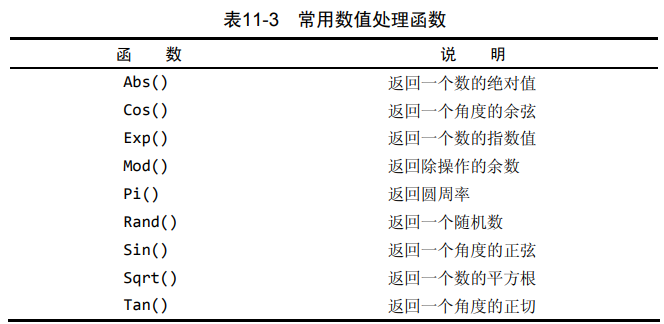 表11-3 常用数值处理函数
函 数 说 明
Abs() 返回一个数的绝对值
Cos() 返回一个角度的余弦
Exp() 返回一个数的指数值
Mod() 返回除操作的余数
Pi() 返回圆周率
Rand() 返回一个随机数
Sin() 返回一个角度的正弦
Sqrt() 返回一个数的平方根
Tan() 返回一个角度的正切